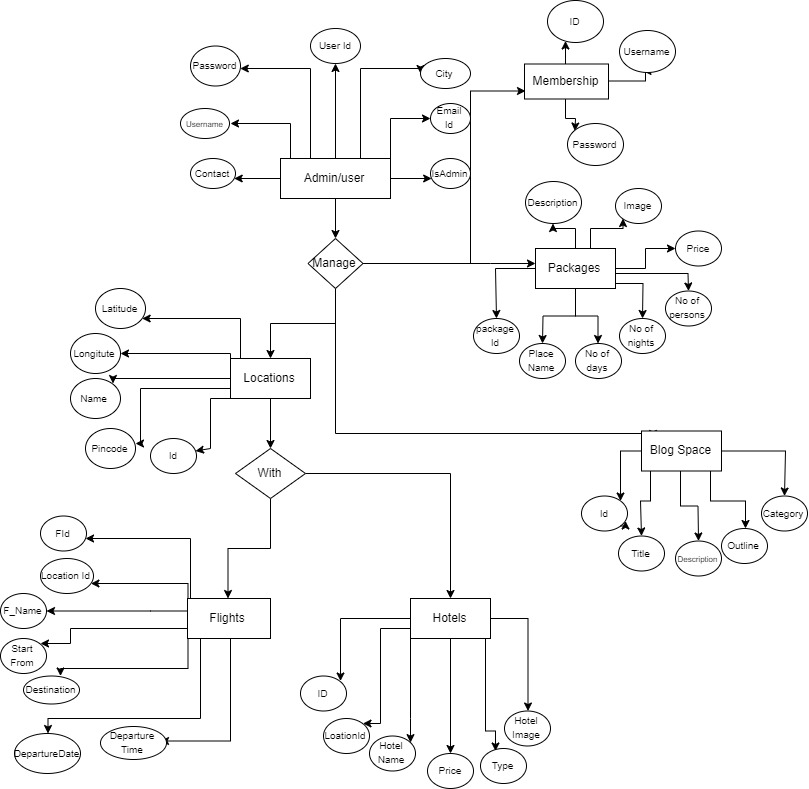 ID
Username
Membership
Password
User Id
Password
City
Username
Email
Id
Contact
Admin/user
IsAdmin
Description
Image
Price
Manage
Packages
No of
persons
package
Id
Place
Name
No of
days
No of
nights
Latitude
Longitute
Locations
Name
Pincode
Id
With
Blog Space
Id
Title
Description
Outline
Category
FId
Location Id
F_Name
Flights
Start
From
Destination
DepartureDate
Departure
Time
Hotels
ID
LoationId
Hotel
Name
Price
Type
Hotel
Image